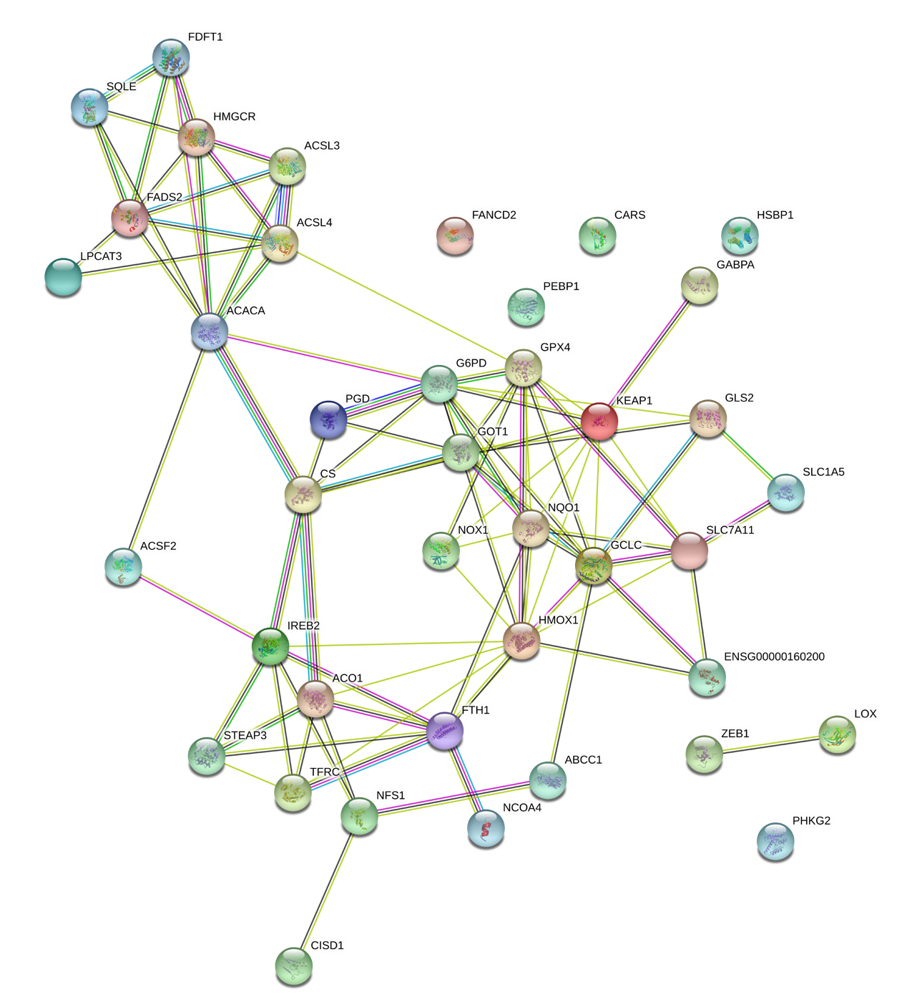 FDFT1
SQLE
HMGCR
ACSL3
FADS2
ACSL4
FANCD2
CARS
HSBP1
LPCAT3
GABPA
PEBP1
ACACA
GPX4
G6PD
PGD
KEAP1
GLS2
GOT1
CS
SLC1A5
NQO1
NOX1
SLC7A11
ACSF2
GCLC
HMOX1
IREB2
ENSG00000160200
ACO1
FTH1
LOX
STEAP3
ZEB1
ABCC1
TFRC
NFS1
NCOA4
PHKG2
CISD1